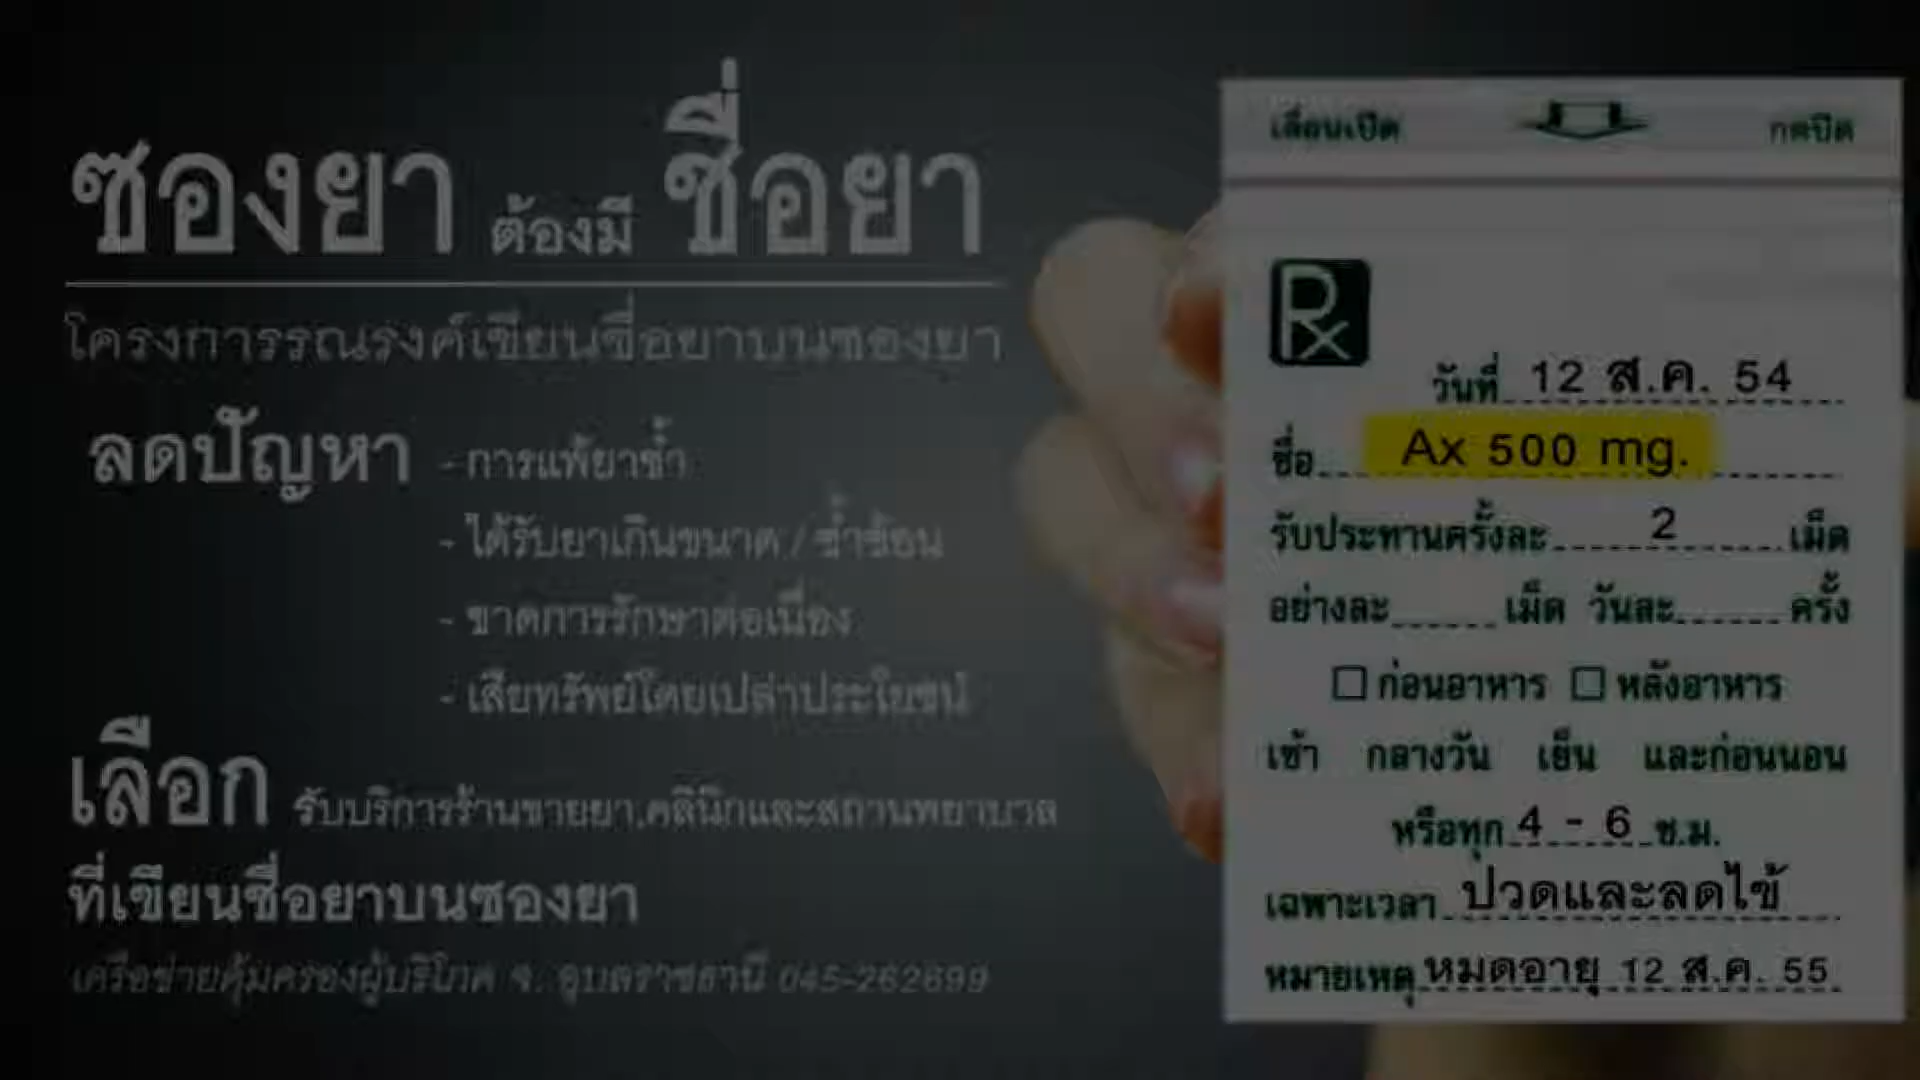 ซองยา ต้องมี ชื่อยา
โครงการรณรงค์เขียนชื่อยาบนซองยา
ลดปัญหา - การแพ้ยาซ้ำ
- ได้รับยาเกินขนาด / ซ้ำซ้อน
- ขาดการรักษาต่อเนื่อง
- เสียทรัพย์โดยเปล่าประโยชน์
เลือก รับบริการร้านขายยา,คลินิกและสถานพยาบาล
ที่เขียนชื่อยาบนซองยา
เครือข่ายคุ้มครองผู้บริโภค จ. อุบลราชธานี 045-262699
เลื่อนเปิด กดปิด
Rx
วันที่ 12 ส.ค. 54
ชื่อ Ax 500 mg.
รับประทานครั้งละ 2 เม็ด
อย่างละ เม็ด วันละ ครั้ง
ก่อนอาหาร หลังอาหาร
เช้า กลางวัน เย็น และก่อนนอน
หรือทุก 4 - 6 ช.ม.
เฉพาะเวลา ปวดและลดไข้
หมายเหตุ หมดอายุ 12 ส.ค. 55